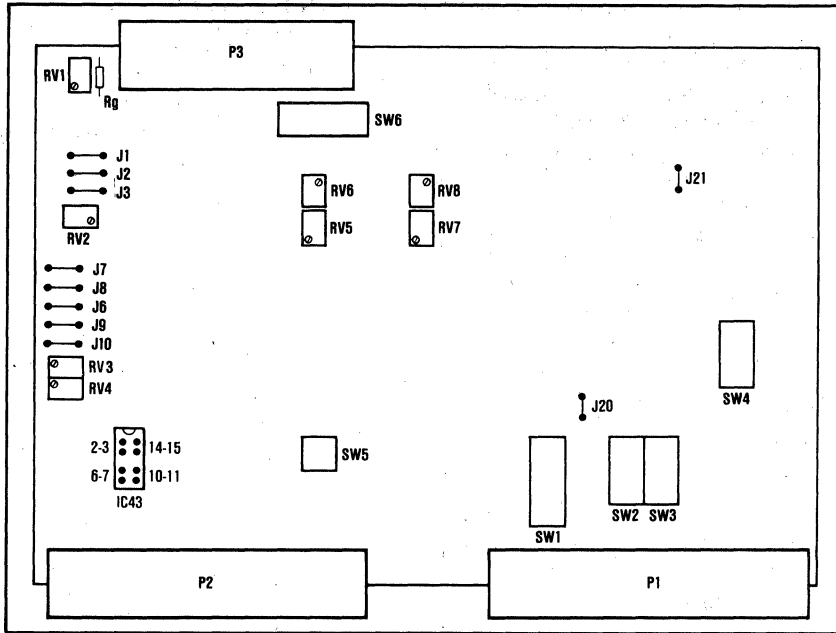 P3
RV1
Rg
SW6
J1
J2
J3
J21
RV6
RV8
RV5
RV7
RV2
J7
J8
J6
J9
J10
RV3
RV4
SW4
J20
2-3 14-15
6-7 10-11
IC43
SW5
SW1
SW2 SW3
P2
P1